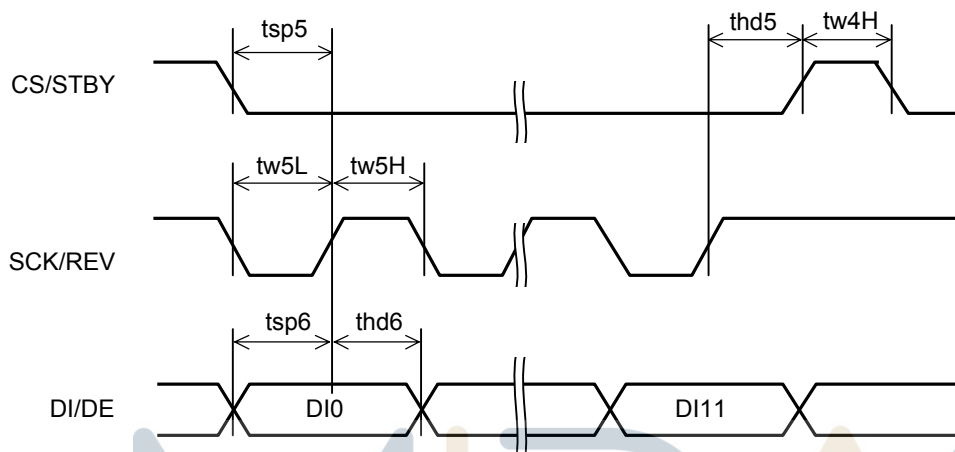 tsp5
thd5 tw4H
CS/STBY
tw5L tw5H
SCK/REV
tsp6 thd6
DI/DE DI0 DI11